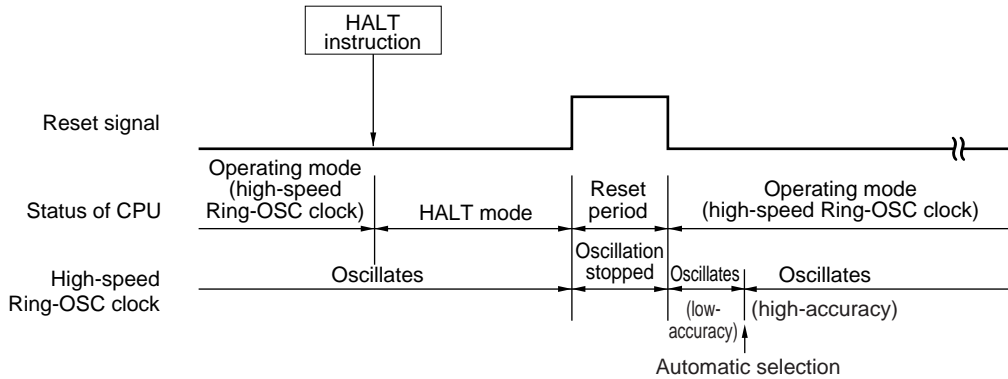 HALT
instruction
Reset signal
Operating mode
(high-speed
Ring-OSC clock)
Status of CPU
HALT mode
Reset
period
Operating mode
(high-speed Ring-OSC clock)
High-speed
Ring-OSC clock
Oscillates
Oscillation
stopped
Oscillates
(low-
accuracy)
Oscillates
(high-accuracy)
Automatic selection